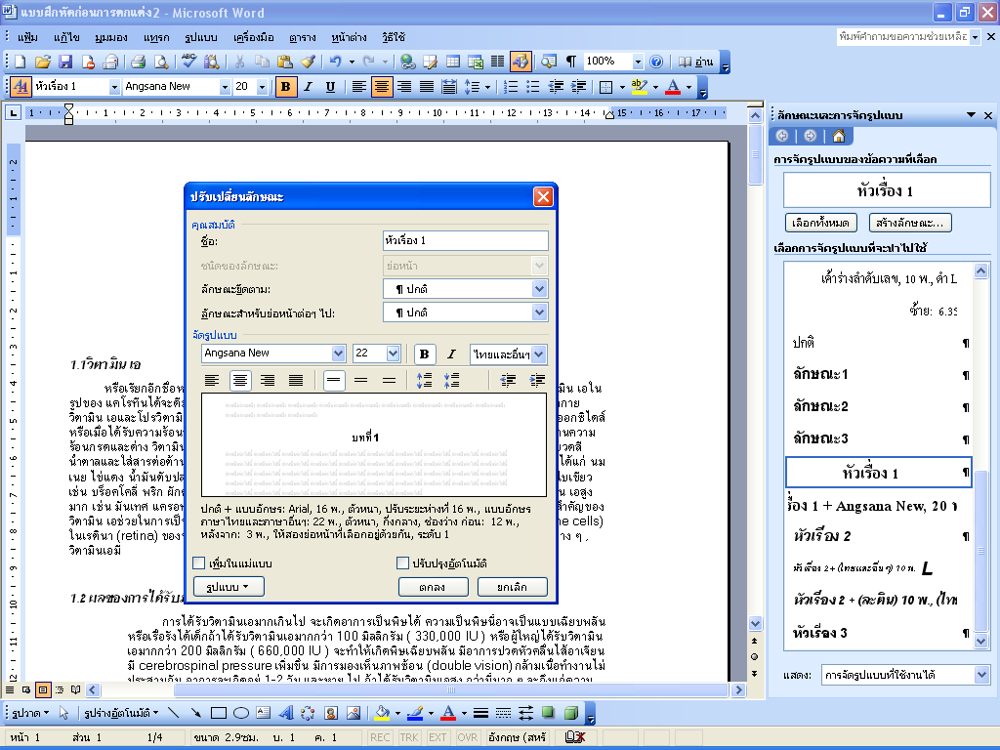 แบบฝึกหัดก่อนการตกแต่ง2 - Microsoft Word
แฟ้ม แก้ไข มุมมอง แทรก รูปแบบ เครื่องมือ ตาราง หน้าต่าง วิธีใช้
พิมพ์คำถามขอความช่วยเหลือ
100% อ่าน
หัวเรื่อง 1 Angsana New 20 B I U
ลักษณะและการจัดรูปแบบ
การจัดรูปแบบของข้อความที่เลือก
หัวเรื่อง 1
เลือกทั้งหมด สร้างลักษณะ...
เลือกการจัดรูปแบบที่จะนำไปใช้
เค้าร่างลำดับเลข, 10 พ., ดำ L
ซ้าย: 6.35
ปกติ ¶
ลักษณะ1 ¶
ลักษณะ2 ¶
ลักษณะ3 ¶
หัวเรื่อง 1 ¶
ื่อง 1 + Angsana New, 20 พ
หัวเรื่อง 2 ¶
หัวเรื่อง 2 + (ไทยและอื่นๆ) 10 พ. L
หัวเรื่อง 2 + (ละติน) 10 พ., (ไทย
หัวเรื่อง 3 ¶
แสดง: การจัดรูปแบบที่ใช้งานได้
ปรับเปลี่ยนลักษณะ
คุณสมบัติ
ชื่อ: หัวเรื่อง 1
ชนิดของลักษณะ: ย่อหน้า
ลักษณะยึดตาม: ¶ ปกติ
ลักษณะสำหรับย่อหน้าต่อๆ ไป: ¶ ปกติ
จัดรูปแบบ
Angsana New 22 B I ไทยและอื่นๆ
บทที่ 1
ปกติ + แบบอักษร: Arial, 16 พ., ตัวหนา, ปรับระยะห่างที่ 16 พ., แบบอักษร
ภาษาไทยและภาษาอื่น: 22 พ., ตัวหนา, กึ่งกลาง, ช่องว่าง ก่อน: 12 พ.,
หลังจาก: 3 พ., ให้สองย่อหน้าที่เลือกอยู่ด้วยกัน, ระดับ 1
เพิ่มในแม่แบบ ปรับปรุงอัตโนมัติ
รูปแบบ ตกลง ยกเลิก
1.1วิตามิน เอ
หรือเรียกอีกชื่อห มิน เอใน
รูปของ แคโรทีนได้จะต้ กาย
วิตามิน เอและโปรวิตามิ ออกซิไดส์
หรือเมื่อได้รับความร้อน านความ
ร้อนกรดและด่าง วิตามิน วดสี
น้ำตาลและใส่สารต่อต้าน ได้แก่ นม
เนย ไข่แดง น้ำมันตับปล ใบเขียว
เช่น บร็อคโคลี่ พริก ผักก น เอสูง
มาก เช่น มันเทศ แครอท สำคัญของ
วิตามิน เอช่วยในการเป็ ne cells)
ในเรตินา (retina) ของ าง ๆ ,
วิตามินเอมี
1.2 ผลของการได้รับม
การได้รับวิตามินเอมากเกินไป จะเกิดอาการเป็นพิษได้ ความเป็นพิษนี้อาจเป็นแบบเฉียบพลัน
หรือเรื้อรังได้เด็กถ้าได้รับวิตามินเอมากกว่า 100 มิลลิกรัม ( 330,000 IU ) หรือผู้ใหญ่ได้รับวิตามิน
เอมากกว่า 200 มิลลิกรัม ( 660,000 IU ) จะทำให้เกิดพิษเฉียบพลัน มีอาการปวดหัวคลื่นไส้อาเจียน
มี cerebrospinal pressure เพิ่มขึ้น มีการมองเห็นภาพซ้อน (double vision) กล้ามเนื้อทำงานไม่
รูปวาด รูปร่างอัตโนมัติ
หน้า 1 ส่วน 1 1/4 ขนาด 2.9ซม. บ. 1 ค. 1 REC TRK EXT OVR อังกฤษ (สหรั